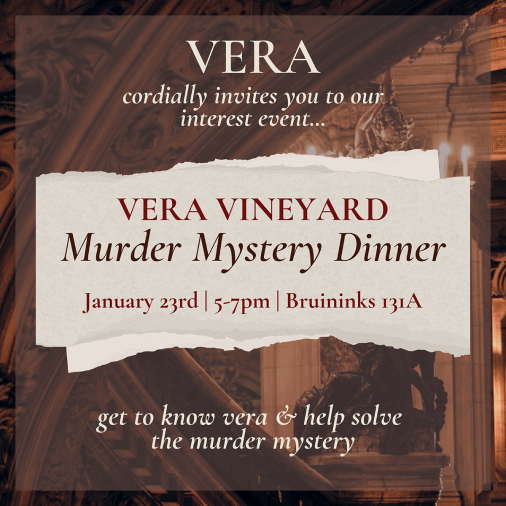 VERA
cordially invites you to our
interest event...
VERA VINEYARD
Murder Mystery Dinner
January 23rd | 5-7pm | Bruininks 131A
get to know vera & help solve
the murder mystery